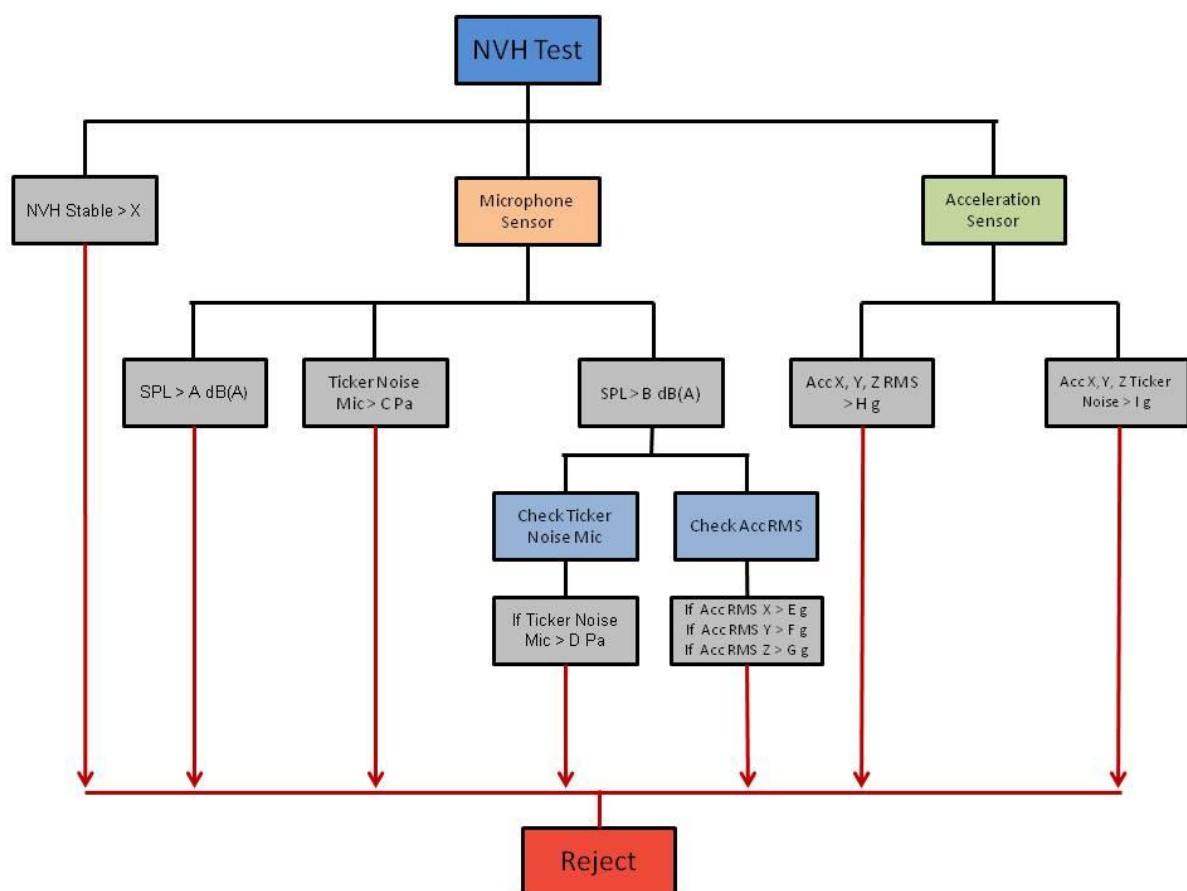 NVH Test
NVH Stable > X
Microphone
Sensor
Acceleration
Sensor
SPL > A dB(A)
Ticker Noise
Mic > C Pa
SPL > B dB(A)
Acc X, Y, Z RMS
> H g
Acc X, Y, Z Ticker
Noise > I g
Check Ticker
Noise Mic
Check Acc RMS
If Ticker Noise
Mic > D Pa
If Acc RMS X > E g
If Acc RMS Y > F g
If Acc RMS Z > G g
Reject